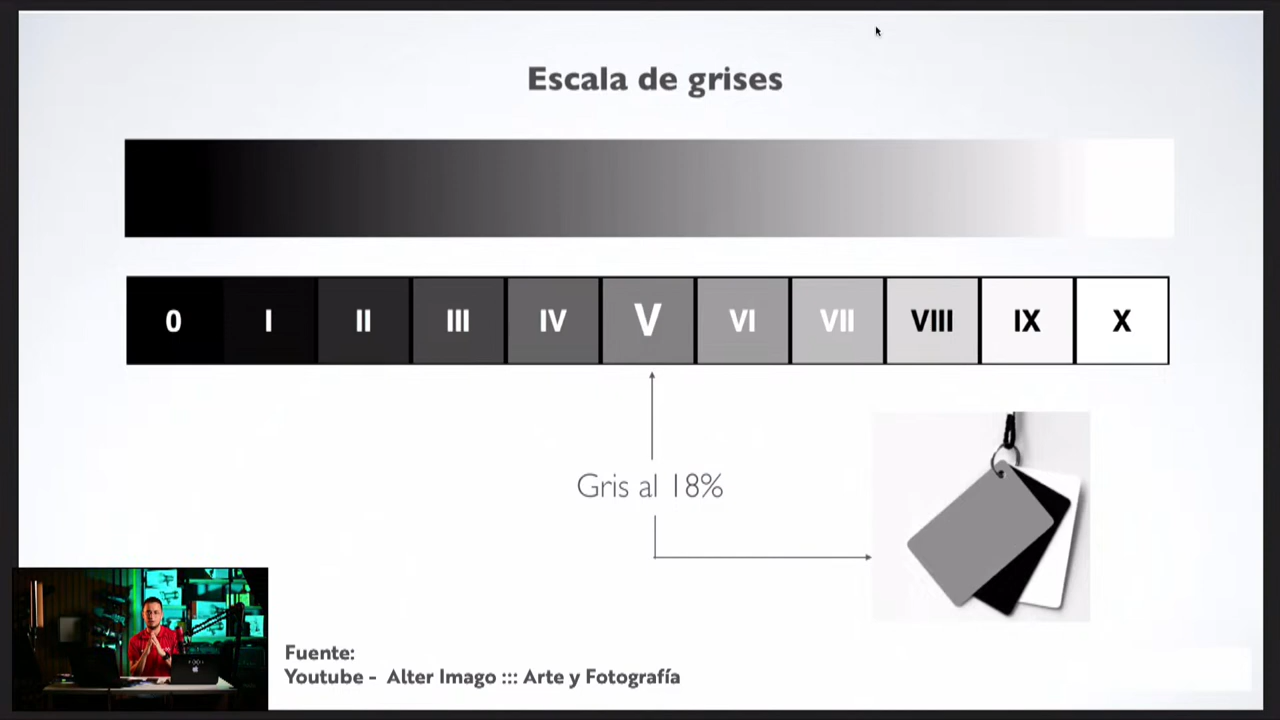 Escala de grises
0 I II III IV V VI VII VIII IX X
Gris al 18%
Fuente:
Youtube - Alter Imago ::: Arte y Fotografía